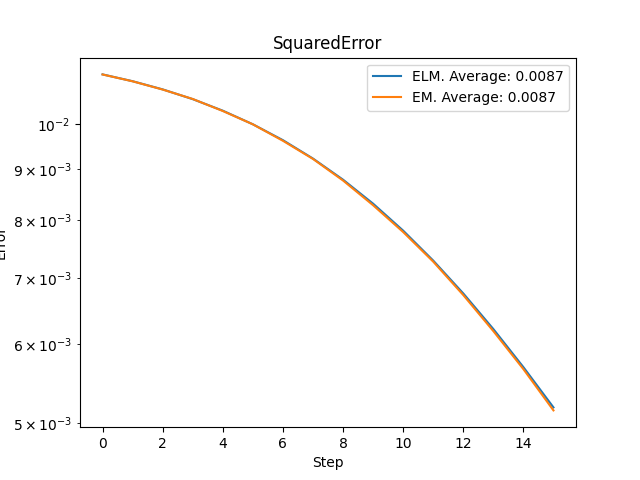 SquaredError
ELM. Average: 0.0087
EM. Average: 0.0087
10⁻²
9 × 10⁻³
8 × 10⁻³
7 × 10⁻³
6 × 10⁻³
5 × 10⁻³
Error
0 2 4 6 8 10 12 14
Step